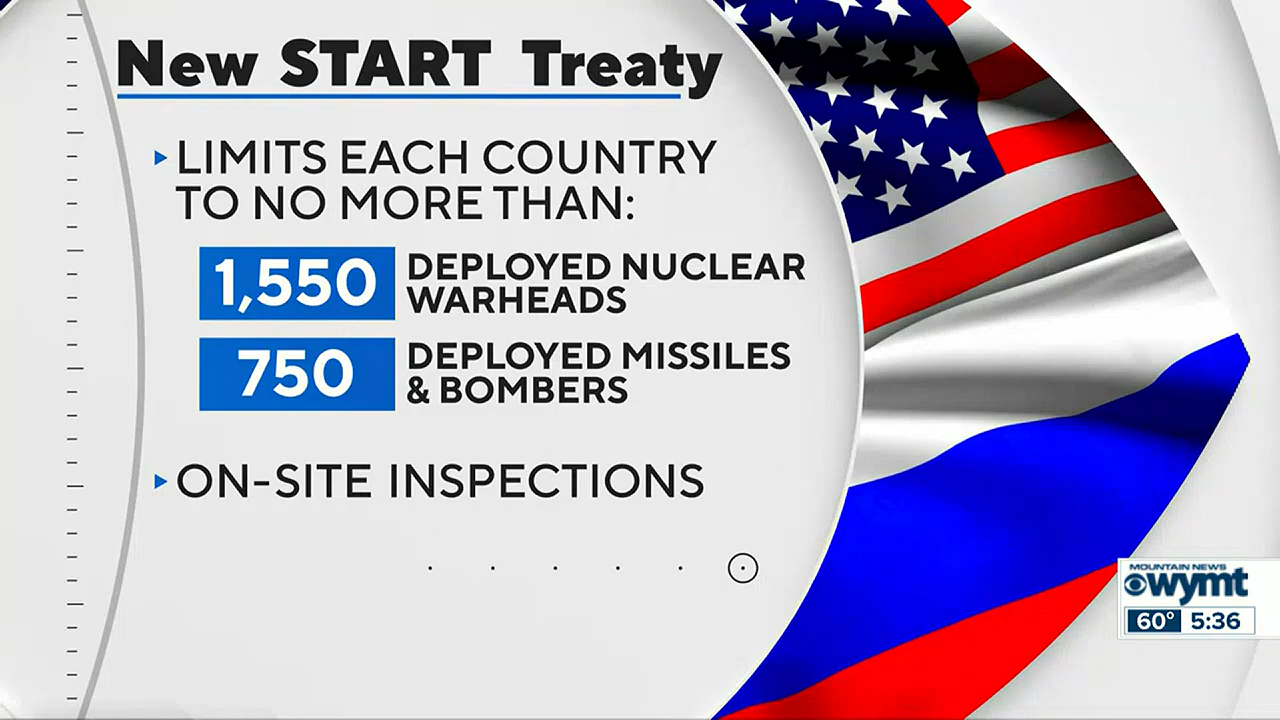 New START Treaty
LIMITS EACH COUNTRY
TO NO MORE THAN:
1,550 DEPLOYED NUCLEAR
WARHEADS
750 DEPLOYED MISSILES
& BOMBERS
ON-SITE INSPECTIONS
MOUNTAIN NEWS
wymt
60° 5:36